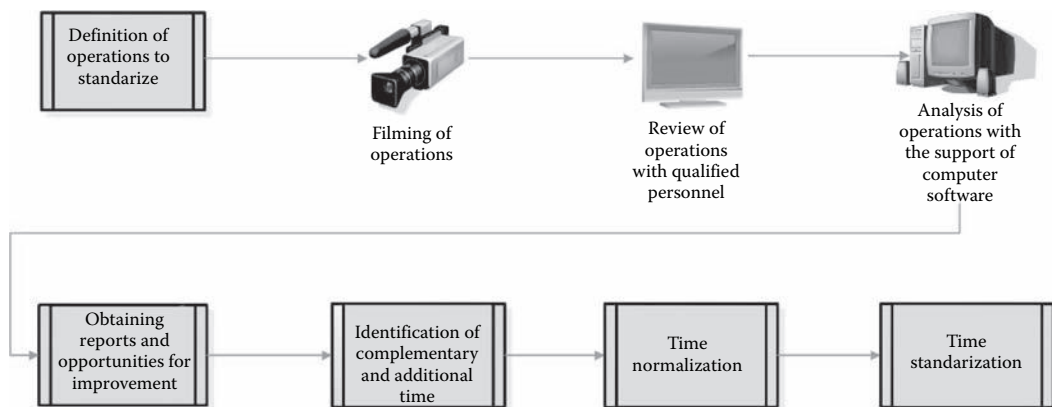 Definition of
operations to
standarize
Filming of
operations
Review of
operations
with qualified
personnel
Analysis of
operations with
the support of
computer
software
Obtaining
reports and
opportunities for
improvement
Identification of
complementary
and additional
time
Time
normalization
Time
standarization